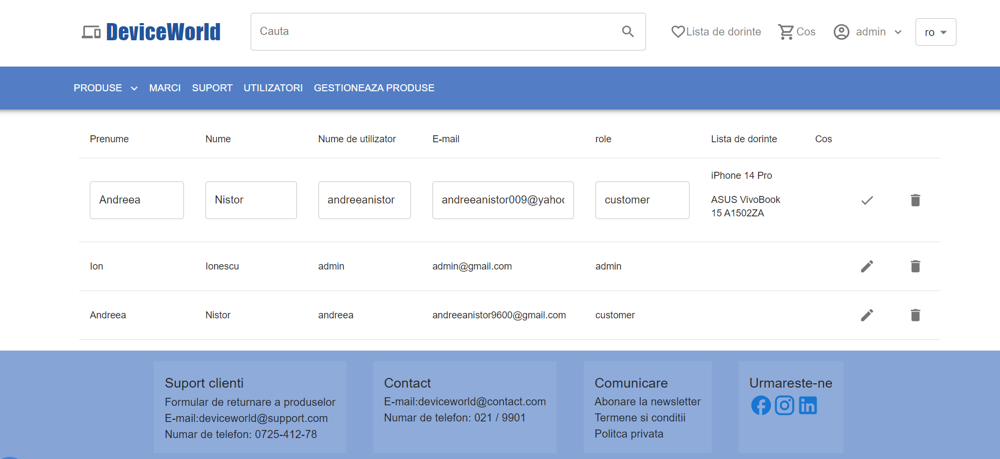 DeviceWorld
Cauta
Lista de dorinte
Cos
admin
ro
PRODUSE
MARCI
SUPORT
UTILIZATORI
GESTIONEAZA PRODUSE
Prenume Nume Nume de utilizator E-mail role Lista de dorinte Cos
Andreea Nistor andreeanistor andreeanistor009@yahoo customer
iPhone 14 Pro
ASUS VivoBook
15 A1502ZA
Ion Ionescu admin admin@gmail.com admin
Andreea Nistor andreea andreeanistor9600@gmail.com customer
Suport clienti
Formular de returnare a produselor
E-mail:deviceworld@support.com
Numar de telefon: 0725-412-78
Contact
E-mail:deviceworld@contact.com
Numar de telefon: 021 / 9901
Comunicare
Abonare la newsletter
Termene si conditii
Politca privata
Urmareste-ne